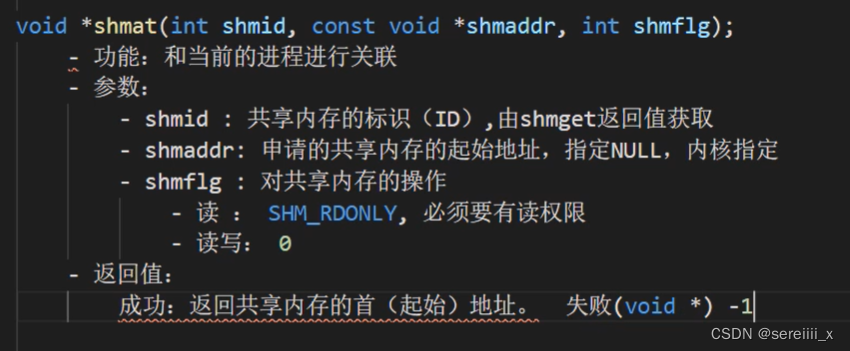 void *shmat(int shmid, const void *shmaddr, int shmflg);
- 功能：和当前的进程进行关联
- 参数：
- shmid : 共享内存的标识（ID）,由shmget返回值获取
- shmaddr: 申请的共享内存的起始地址，指定NULL，内核指定
- shmflg : 对共享内存的操作
- 读 ： SHM_RDONLY, 必须要有读权限
- 读写： 0
- 返回值：
成功：返回共享内存的首（起始）地址。 失败(void *) -1
CSDN @sereiiii_x